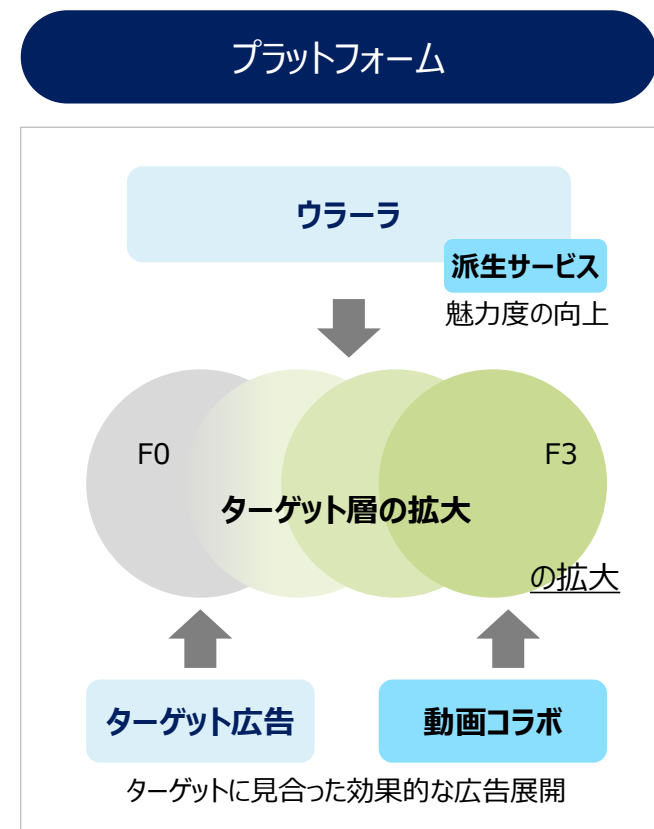 プラットフォーム
ウラーラ
派生サービス
魅力度の向上
F0
F3
ターゲット層の拡大
の拡大
ターゲット広告
動画コラボ
ターゲットに見合った効果的な広告展開